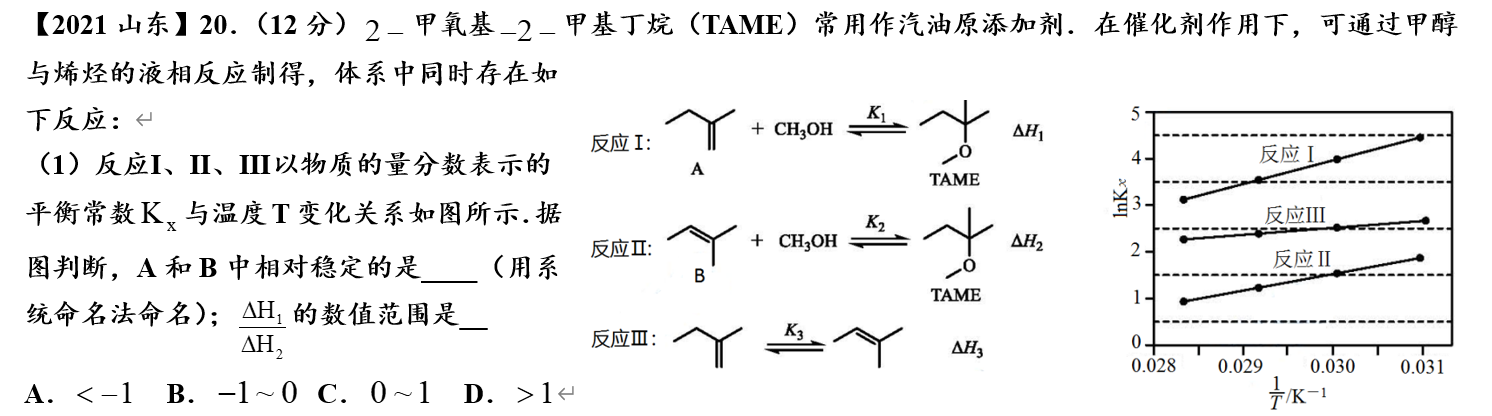 【2021 山东】20.（12 分）2－甲氧基–2－甲基丁烷（TAME）常用作汽油原添加剂．在催化剂作用下，可通过甲醇
与烯烃的液相反应制得，体系中同时存在如
下反应：↵
（1）反应Ⅰ、Ⅱ、Ⅲ以物质的量分数表示的
平衡常数Kx与温度 T 变化关系如图所示.据
图判断，A 和 B 中相对稳定的是____（用系
统命名法命名）；ΔH1/ΔH2 的数值范围是__
A．< –1 B．−1 ~ 0 C．0 ~ 1 D．>1↵
反应Ⅰ: A + CH3OH K1 TAME ΔH1
O
反应Ⅱ: B + CH3OH K2 TAME ΔH2
O
反应Ⅲ: K3 ΔH3
lnKx
5
4
3
2
1
0
反应Ⅰ
反应Ⅲ
反应Ⅱ
0.028 0.029 0.030 0.031
1/T /K−1